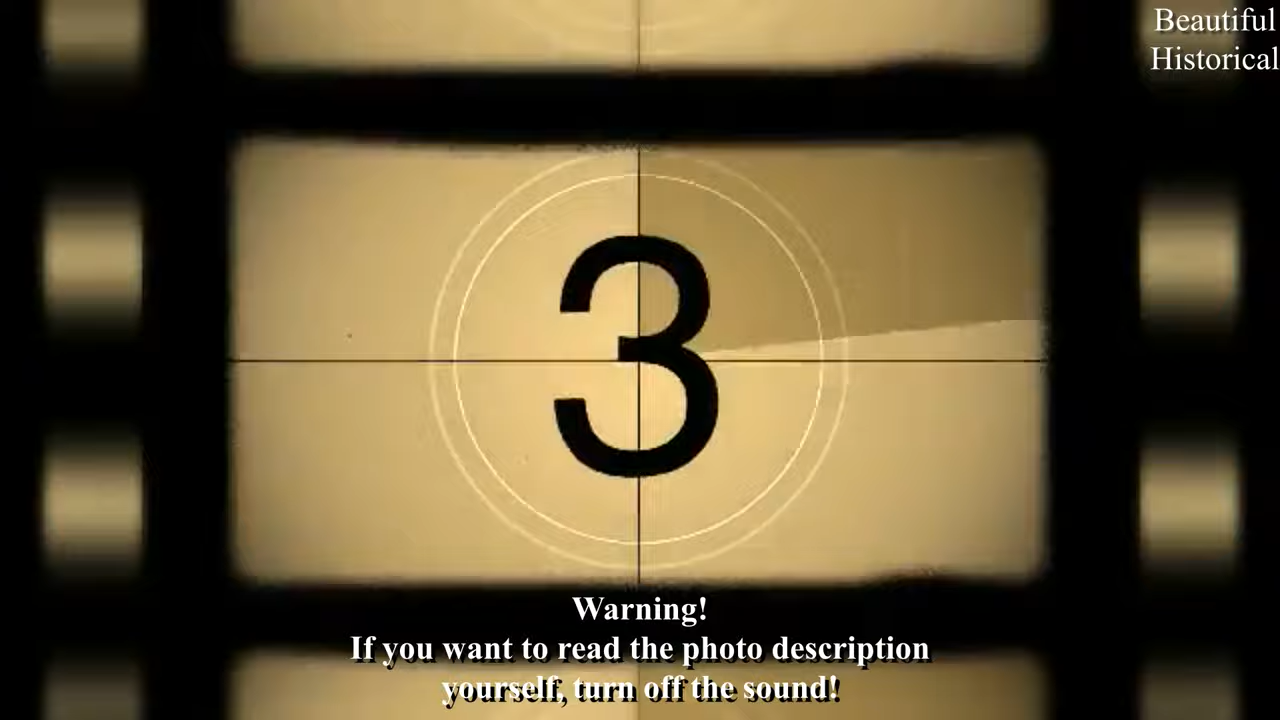 Beautiful
Historical
3
Warning!
If you want to read the photo description
yourself, turn off the sound!